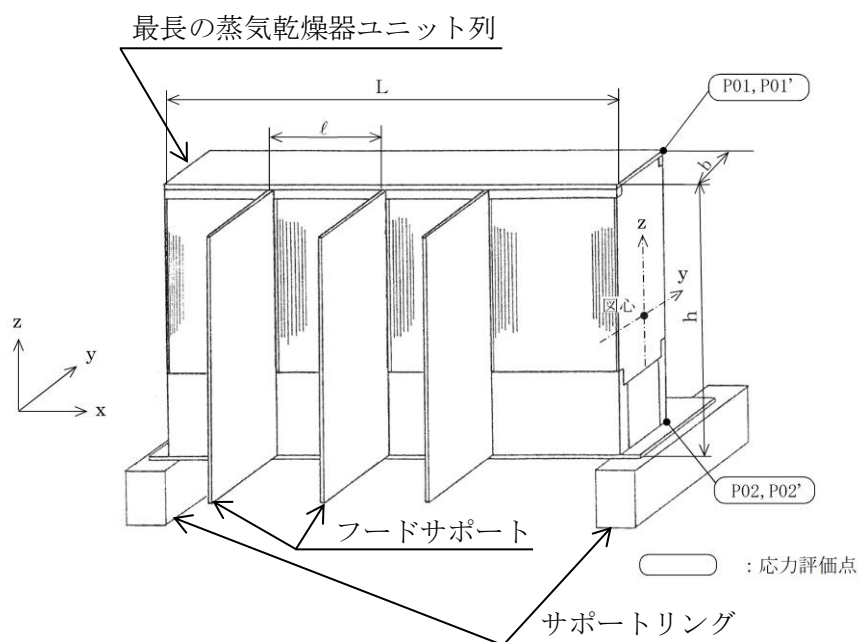 最長の蒸気乾燥器ユニット列
L
P01, P01’
ℓ
b
z
y
図心
h
z
y
x
P02, P02’
フードサポート
：応力評価点
サポートリング